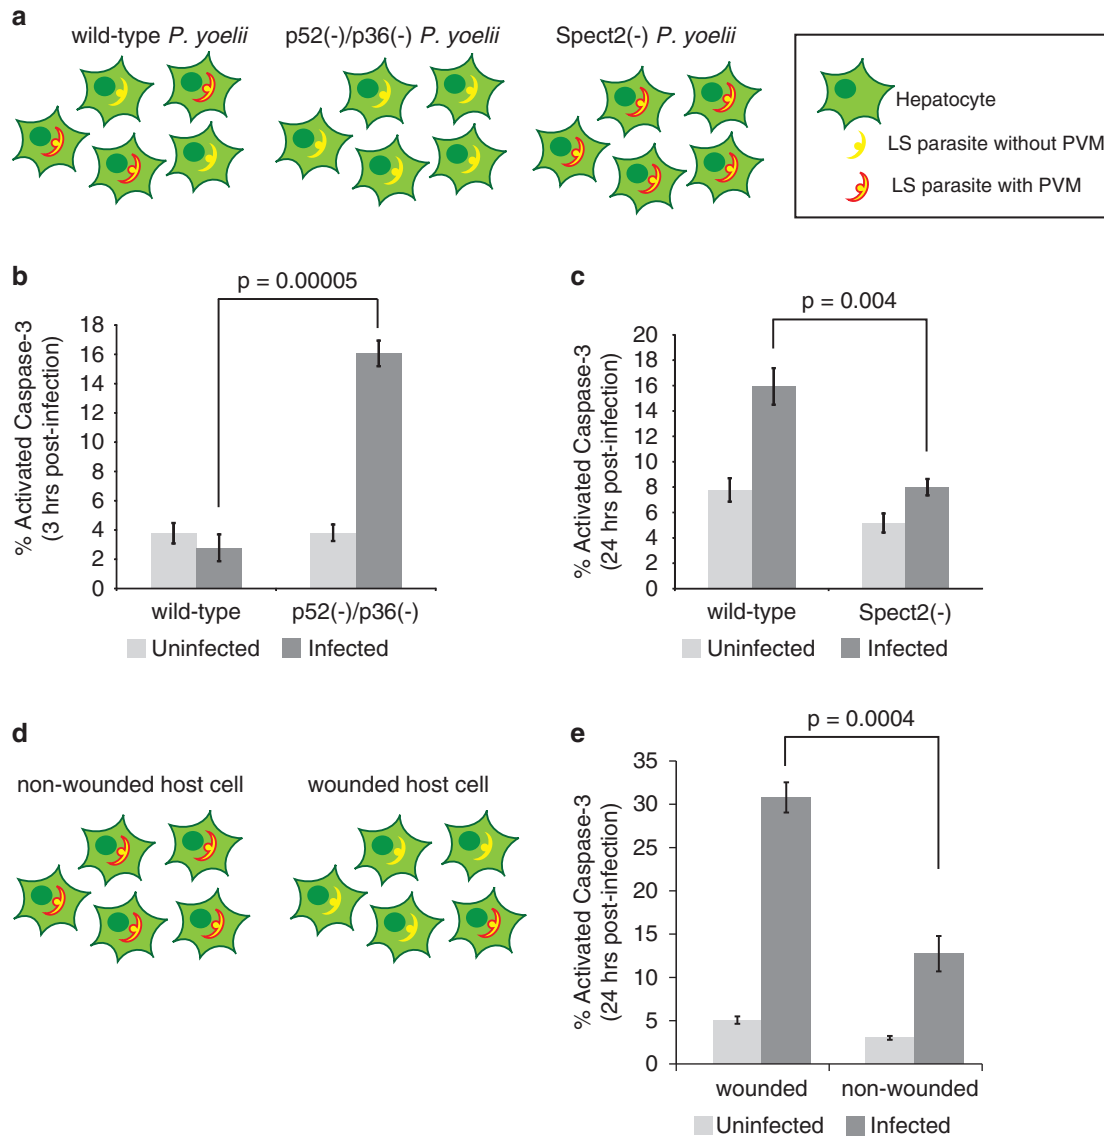 a
wild-type P. yoelii
p52(-)/p36(-) P. yoelii
Spect2(-) P. yoelii
Hepatocyte
LS parasite without PVM
LS parasite with PVM
b
p = 0.00005
% Activated Caspase-3
(3 hrs post-infection)
18
16
14
12
10
8
6
4
2
0
wild-type
p52(-)/p36(-)
Uninfected
Infected
c
p = 0.004
% Activated Caspase-3
(24 hrs post-infection)
20
18
16
14
12
10
8
6
4
2
0
wild-type
Spect2(-)
Uninfected
Infected
d
non-wounded host cell
wounded host cell
e
p = 0.0004
% Activated Caspase-3
(24 hrs post-infection)
35
30
25
20
15
10
5
0
wounded
non-wounded
Uninfected
Infected